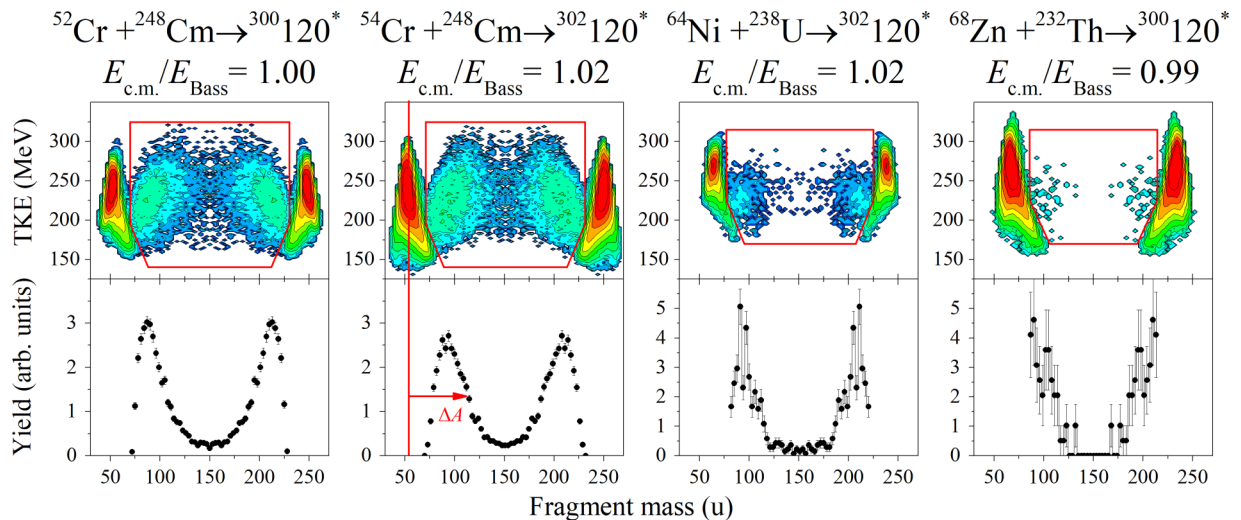 ⁵²Cr + ²⁴⁸Cm → ³⁰⁰120* ⁵⁴Cr + ²⁴⁸Cm → ³⁰²120* ⁶⁴Ni + ²³⁸U → ³⁰²120* ⁶⁸Zn + ²³²Th → ³⁰⁰120*
E_c.m./E_Bass = 1.00 E_c.m./E_Bass = 1.02 E_c.m./E_Bass = 1.02 E_c.m./E_Bass = 0.99
TKE (MeV)
300 300 300 300
250 250 250 250
200 200 200 200
150 150 150 150
Yield (arb. units)
5 5
4 4
3 3 3 3
2 2 2 2
1 1 1 1
0 0 0 0
ΔA
50 100 150 200 250 50 100 150 200 250 50 100 150 200 250 50 100 150 200 250
Fragment mass (u)